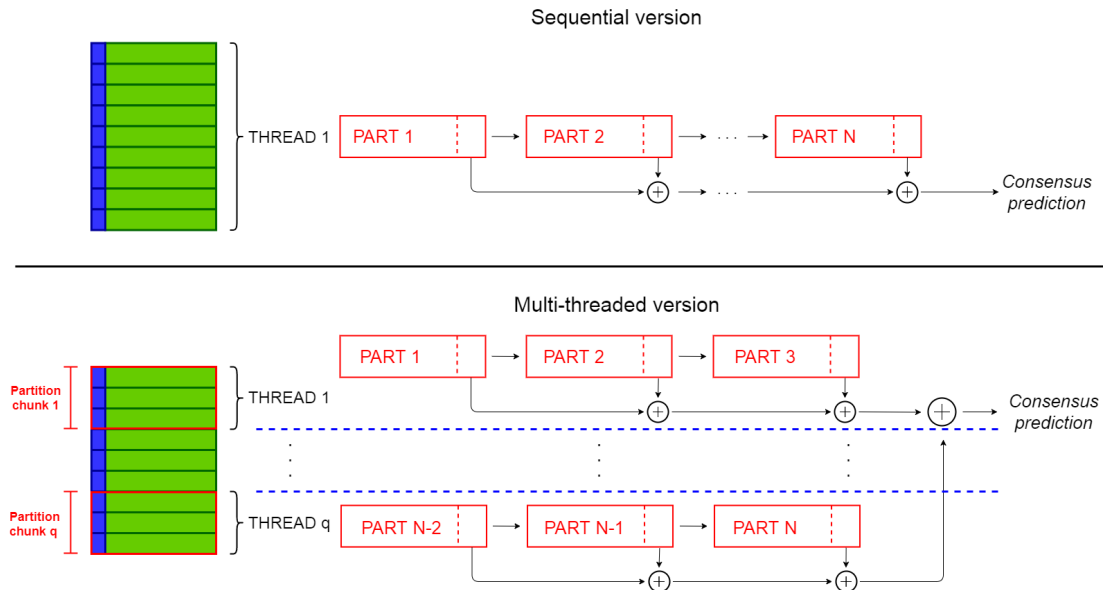 Sequential version
THREAD 1
PART 1
PART 2
. . .
PART N
. . .
Consensus
prediction
Multi-threaded version
Partition
chunk 1
THREAD 1
PART 1
PART 2
PART 3
Consensus
prediction
Partition
chunk q
THREAD q
PART N-2
PART N-1
PART N